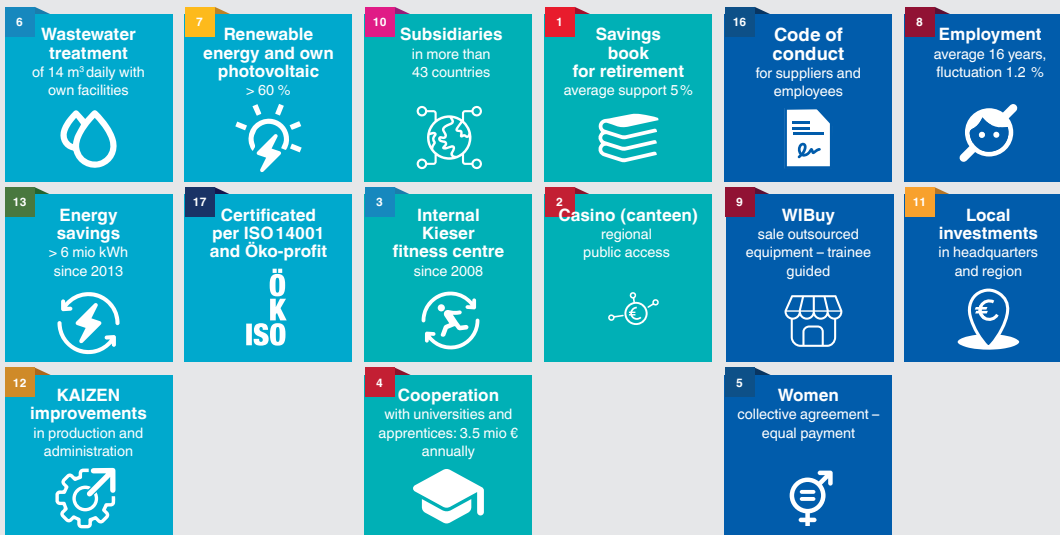 6
Wastewater
treatment
of 14 m³ daily with
own facilities
7
Renewable
energy and own
photovoltaic
> 60 %
10
Subsidiaries
in more than
43 countries
1
Savings
book
for retirement
average support 5 %
16
Code of
conduct
for suppliers and
employees
8
Employment
average 16 years,
fluctuation 1.2 %
13
Energy
savings
> 6 mio kWh
since 2013
17
Certificated
per ISO 14001
and Öko-profit
Ö
K
ISO
3
Internal
Kieser
fitness centre
since 2008
2
Casino (canteen)
regional
public access
€
9
WIBuy
sale outsourced
equipment – trainee
guided
11
Local
investments
in headquarters
and region
€
12
KAIZEN
improvements
in production and
administration
4
Cooperation
with universities and
apprentices: 3.5 mio €
annually
5
Women
collective agreement –
equal payment